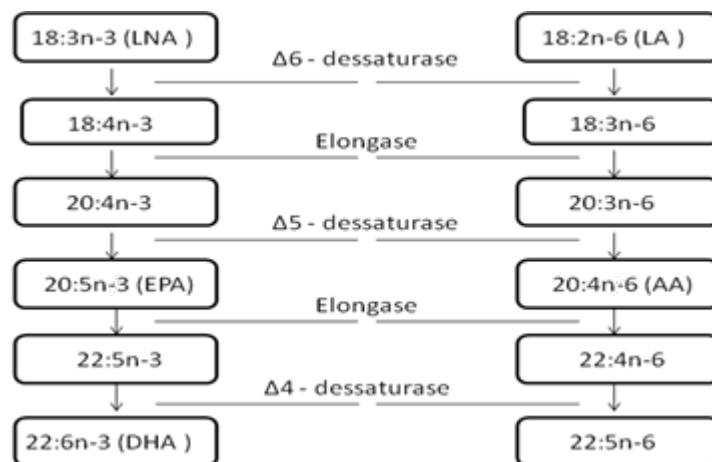 18:3n-3 (LNA )
18:2n-6 (LA )
Δ6 - dessaturase
18:4n-3
18:3n-6
Elongase
20:4n-3
20:3n-6
Δ5 - dessaturase
20:5n-3 (EPA)
20:4n-6 (AA)
Elongase
22:5n-3
22:4n-6
Δ4 - dessaturase
22:6n-3 (DHA )
22:5n-6